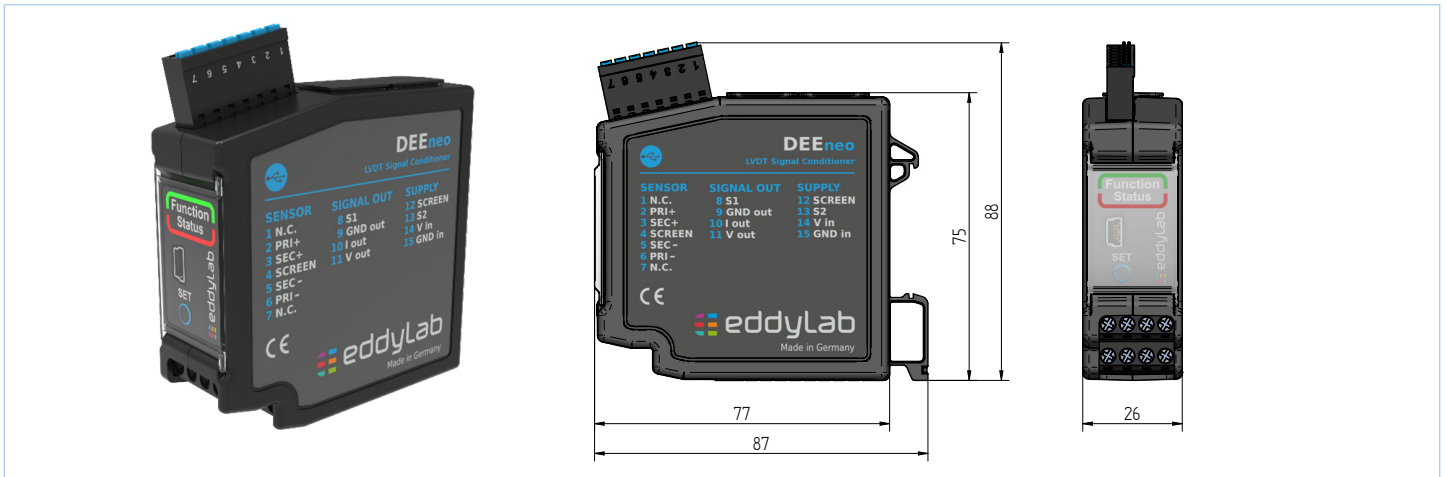 7 6 5 4 3 2 1
DEEneo
LVDT Signal Conditioner
SENSOR
1 N.C.
2 PRI+
3 SEC+
4 SCREEN
5 SEC-
6 PRI-
7 N.C.
SIGNAL OUT
8 S1
9 GND out
10 I out
11 V out
SUPPLY
12 SCREEN
13 S2
14 V in
15 GND in
Function
Status
SET
eddylab
CE
eddylab
Made in Germany
7 6 5 4 3 2 1
DEEneo
LVDT Signal Conditioner
SENSOR
1 N.C.
2 PRI+
3 SEC+
4 SCREEN
5 SEC-
6 PRI-
7 N.C.
SIGNAL OUT
8 S1
9 GND out
10 I out
11 V out
SUPPLY
12 SCREEN
13 S2
14 V in
15 GND in
CE
eddylab
Made in Germany
75
88
77
87
Function
Status
SET
eddylab
26